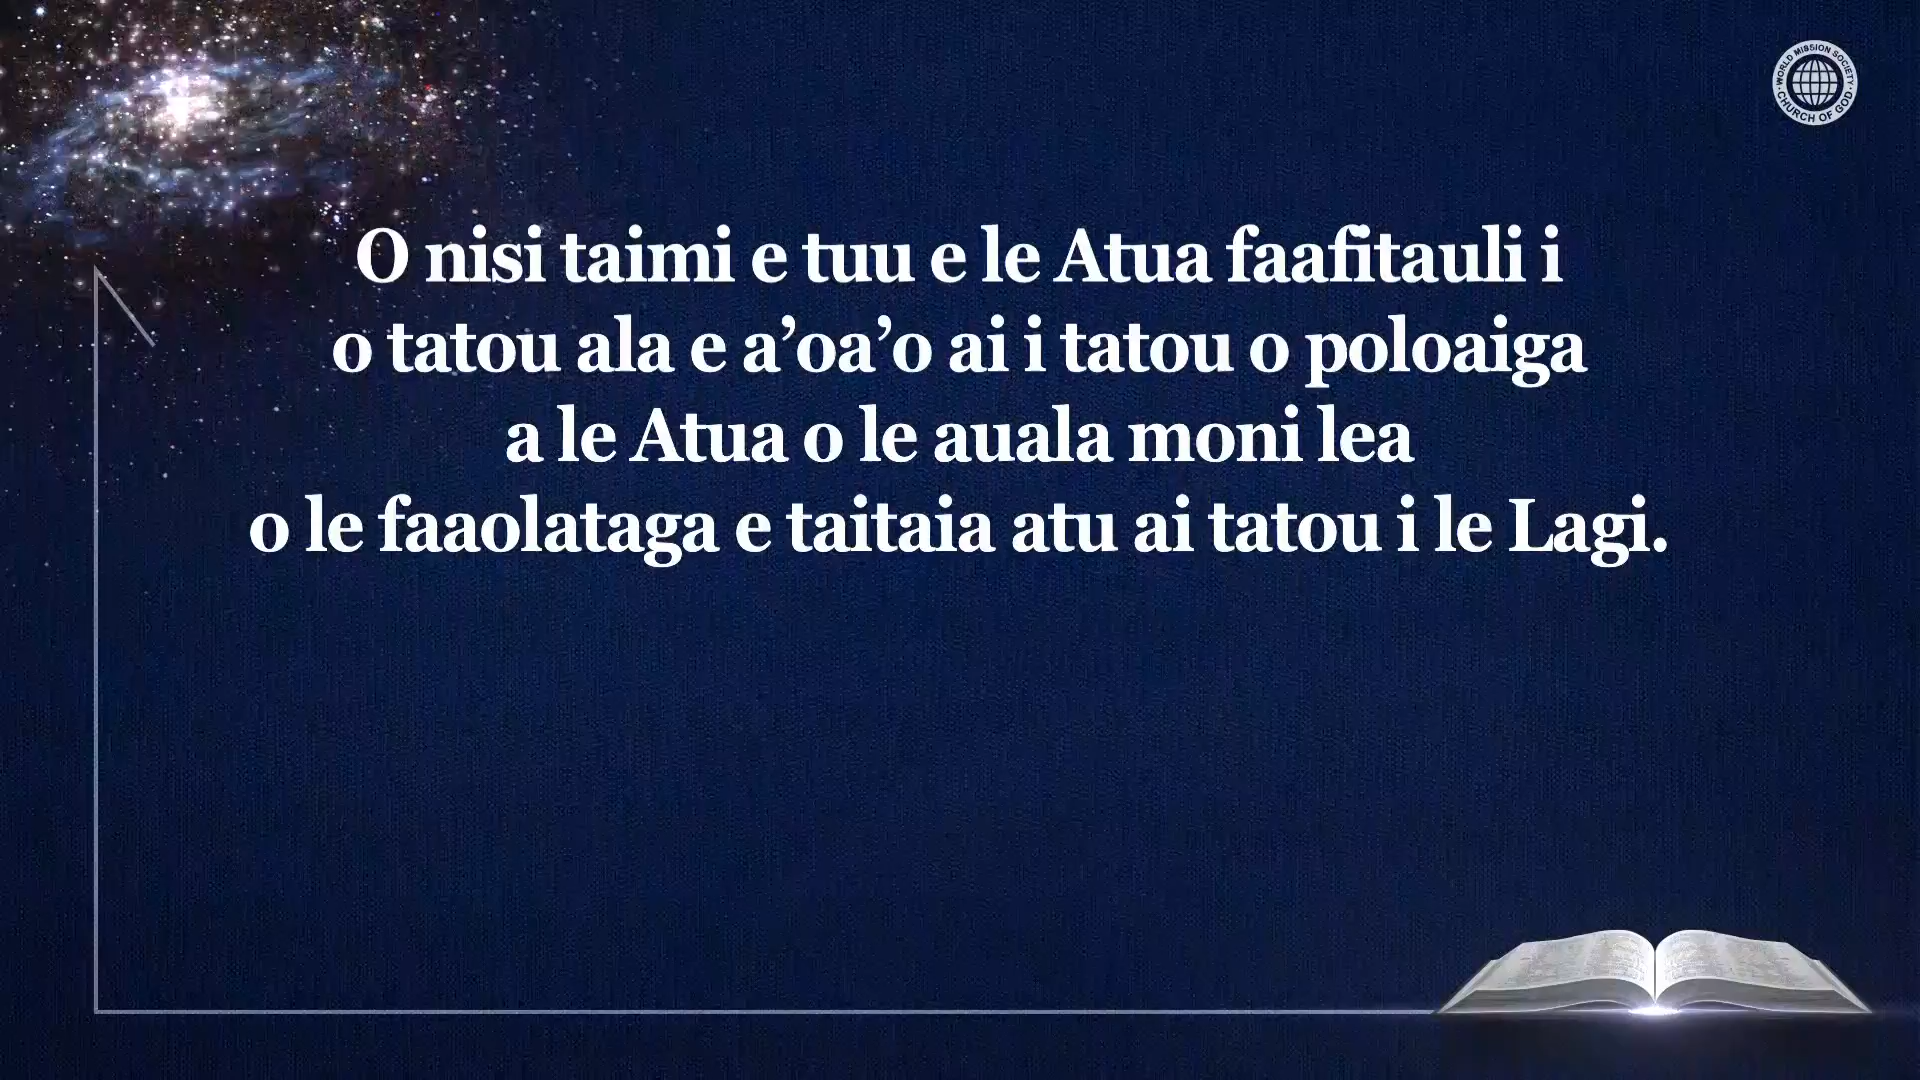 WORLD MISSION SOCIETY
CHURCH OF GOD
O nisi taimi e tuu e le Atua faafitauli i
o tatou ala e a’oa’o ai i tatou o poloaiga
a le Atua o le auala moni lea
o le faaolataga e taitaia atu ai tatou i le Lagi.